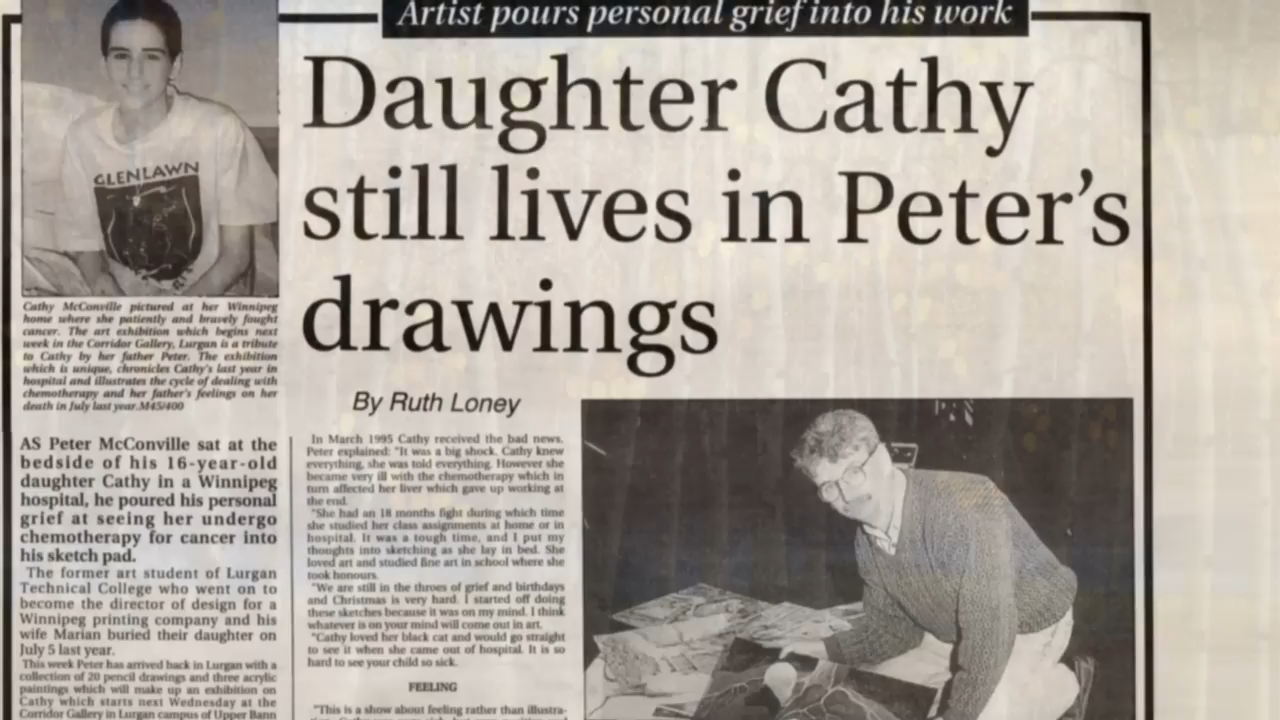 Artist pours personal grief into his work
Daughter Cathy
still lives in Peter's
drawings
GLENLAWN
Cathy McConville pictured at her Winnipeg
home where she patiently and bravely fought
cancer. The art exhibition which begins next
week in the Corridor Gallery, Lurgan is a tribute
to Cathy by her father Peter. The exhibition
which is unique, chronicles Cathy's last year in
hospital and illustrates the cycle of dealing with
chemotherapy and her father's feelings on her
death in July last year.M45/400
By Ruth Loney
AS Peter McConville sat at the
bedside of his 16-year-old
daughter Cathy in a Winnipeg
hospital, he poured his personal
grief at seeing her undergo
chemotherapy for cancer into
his sketch pad.
The former art student of Lurgan
Technical College who went on to
become the director of design for a
Winnipeg printing company and his
wife Marian buried their daughter on
July 5 last year.
This week Peter has arrived back in Lurgan with a
collection of 20 pencil drawings and three acrylic
paintings which will make up an exhibition on
Cathy which starts next Wednesday at the
Corridor Gallery in Lurgan campus of Upper Bann
In March 1995 Cathy received the bad news.
Peter explained: "It was a big shock. Cathy knew
everything, she was told everything. However she
became very ill with the chemotherapy which in
turn affected her liver which gave up working at
the end.
"She had an 18 months fight during which time
she studied her class assignments at home or in
hospital. It was a tough time, and I put my
thoughts into sketching as she lay in bed. She
loved art and studied fine art in school where she
took honours.
"We are still in the throes of grief and birthdays
and Christmas is very hard. I started off doing
these sketches because it was on my mind. I think
whatever is on your mind will come out in art.
"Cathy loved her black cat and would go straight
to see it when she came out of hospital. It is so
hard to see your child so sick.
FEELING
"This is a show about feeling rather than illustra-